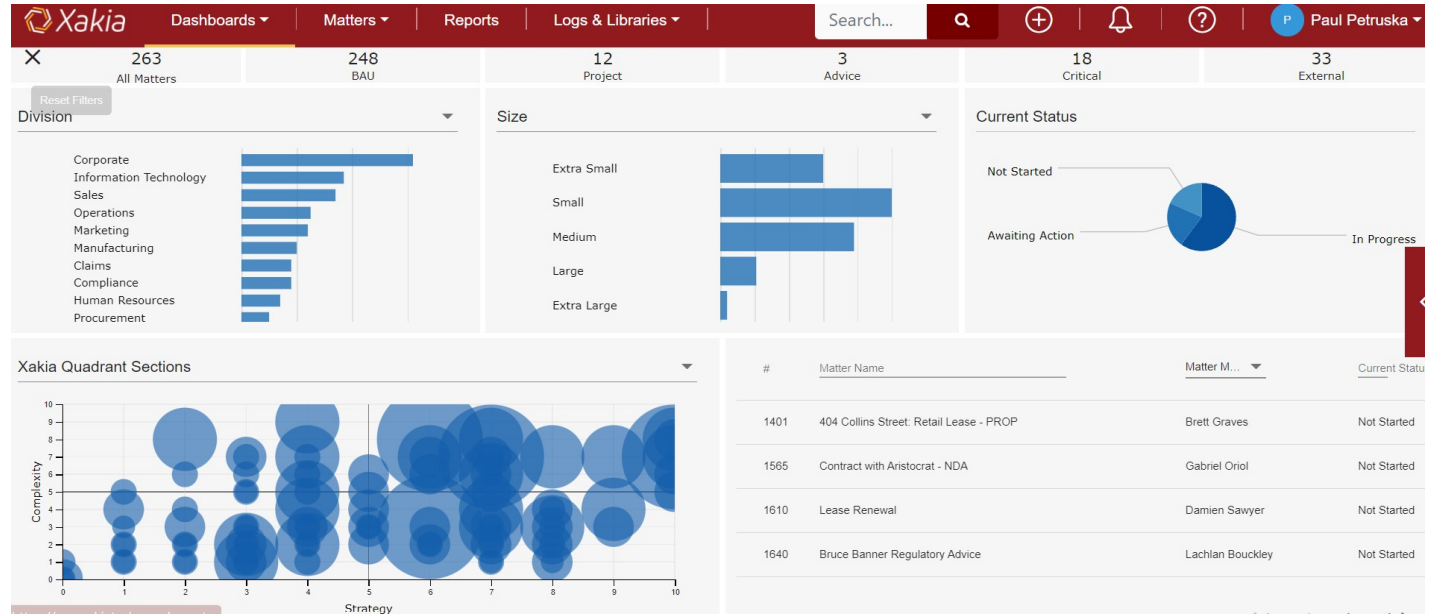 Xakia Dashboards Matters Reports Logs & Libraries Search... P Paul Petruska
263 248 12 3 18 33
All Matters BAU Project Advice Critical External
Reset Filters
Division
Corporate
Information Technology
Sales
Operations
Marketing
Manufacturing
Claims
Compliance
Human Resources
Procurement
Size
Extra Small
Small
Medium
Large
Extra Large
Current Status
Not Started
Awaiting Action
In Progress
Xakia Quadrant Sections
10
9
8
7
6
5
4
3
2
1
0
Complexity
0 1 2 3 4 5 6 7 8 9 10
Strategy
# Matter Name Matter M... Current Statu
1401 404 Collins Street: Retail Lease - PROP Brett Graves Not Started
1565 Contract with Aristocrat - NDA Gabriel Oriol Not Started
1610 Lease Renewal Damien Sawyer Not Started
1640 Bruce Banner Regulatory Advice Lachlan Bouckley Not Started